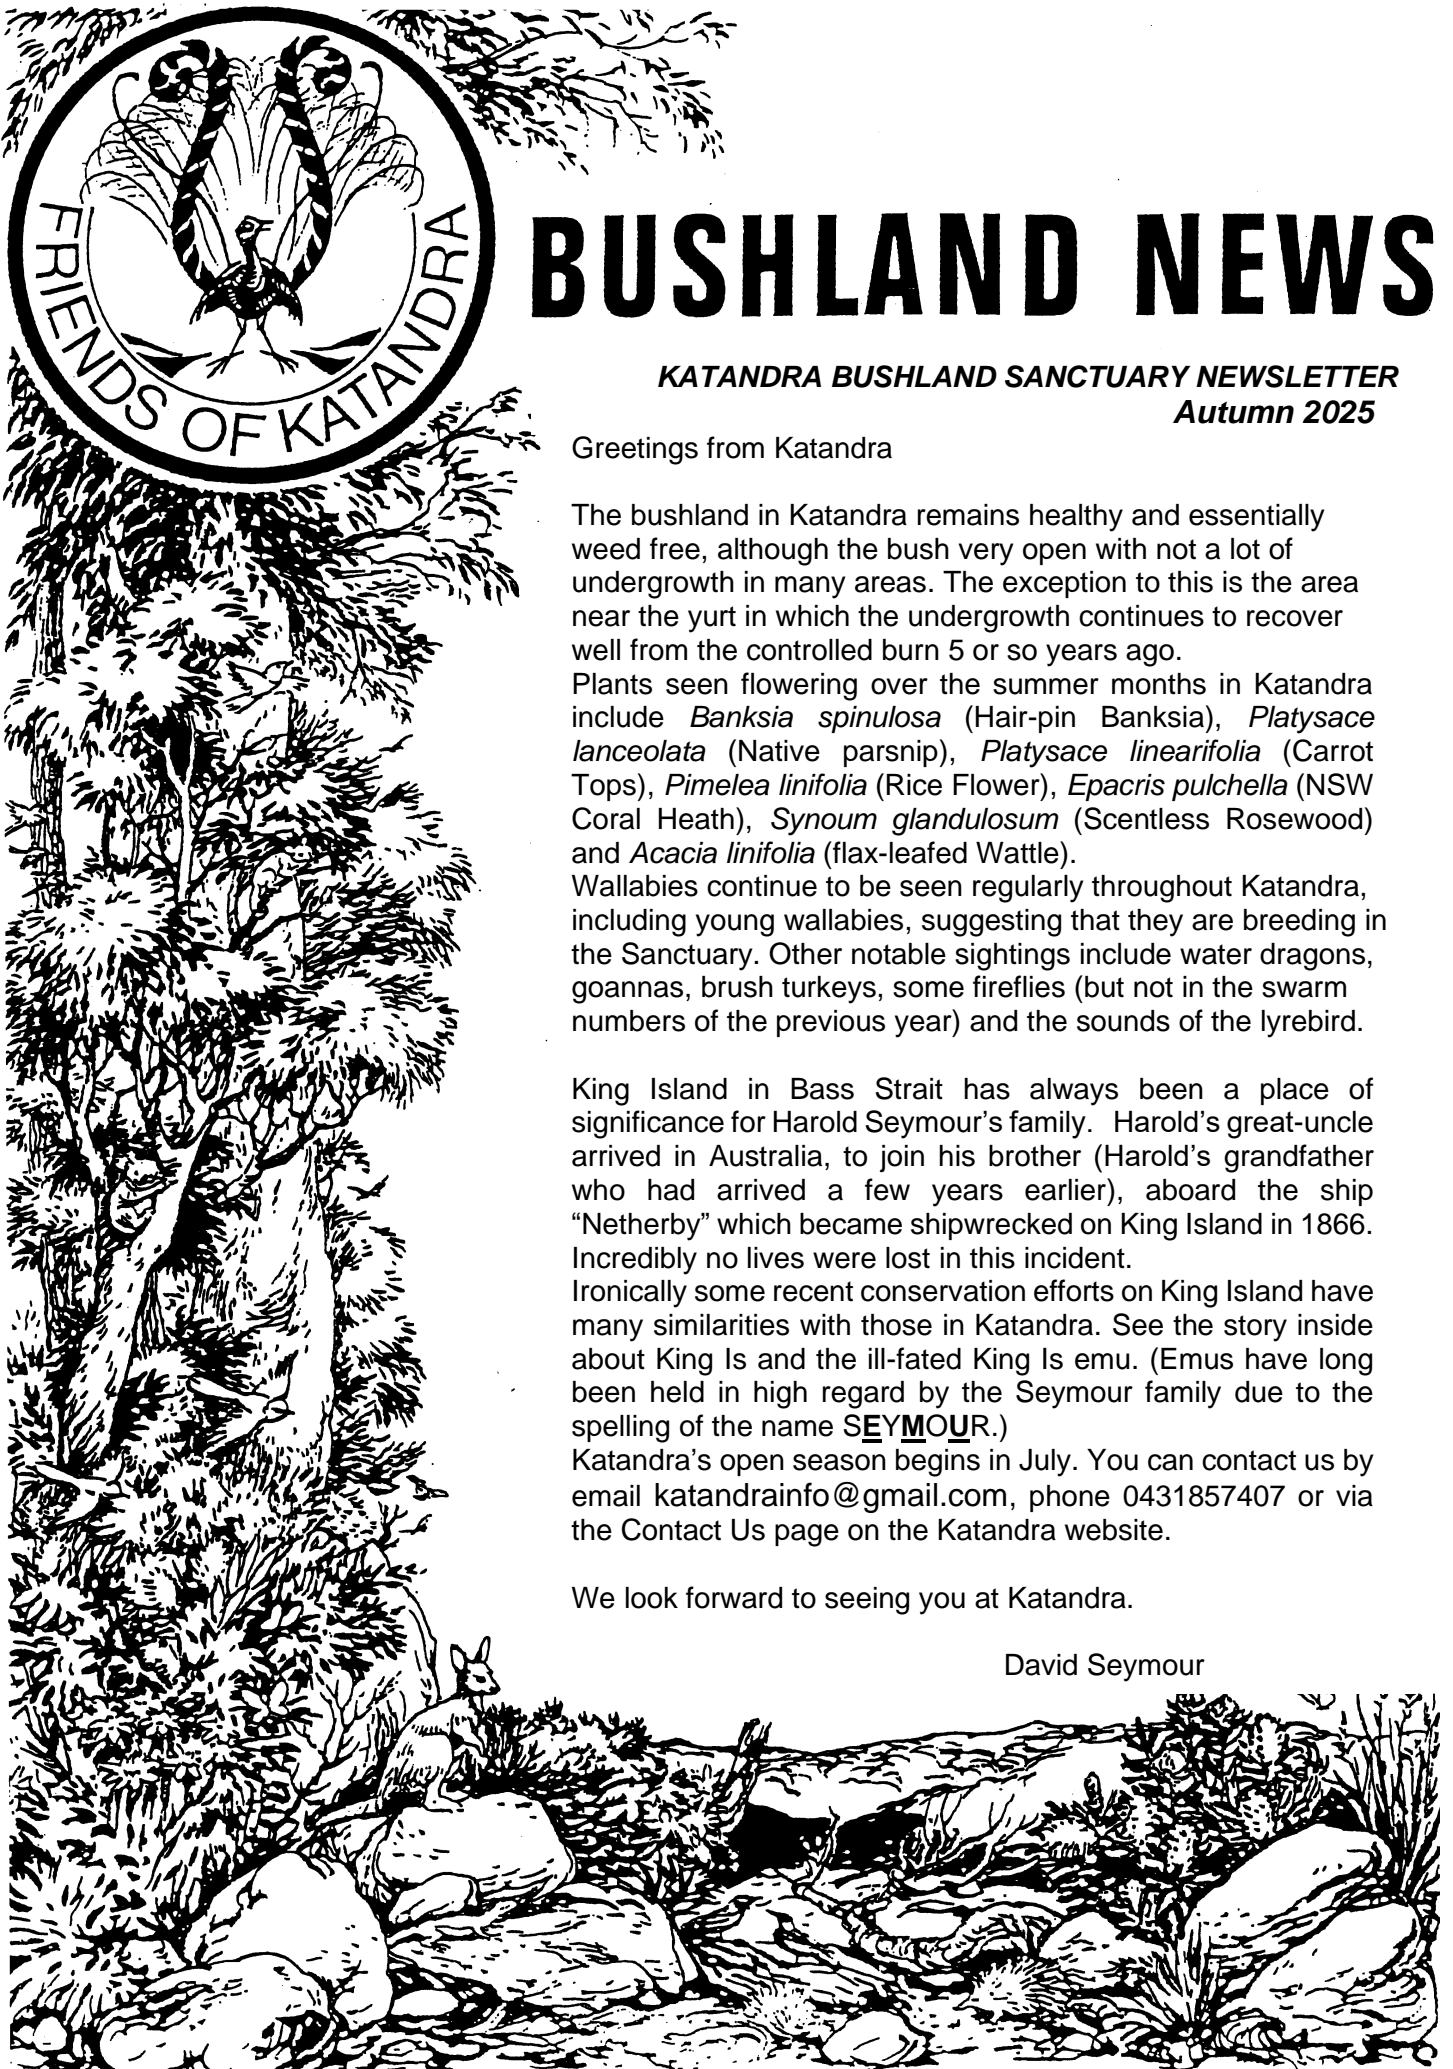 FRIENDS OF KATANDRA
BUSHLAND NEWS
KATANDRA BUSHLAND SANCTUARY NEWSLETTER
Autumn 2025
Greetings from Katandra
The bushland in Katandra remains healthy and essentially
weed free, although the bush very open with not a lot of
undergrowth in many areas. The exception to this is the area
near the yurt in which the undergrowth continues to recover
well from the controlled burn 5 or so years ago.
Plants seen flowering over the summer months in Katandra
include Banksia spinulosa (Hair-pin Banksia), Platysace
lanceolata (Native parsnip), Platysace linearifolia (Carrot
Tops), Pimelea linifolia (Rice Flower), Epacris pulchella (NSW
Coral Heath), Synoum glandulosum (Scentless Rosewood)
and Acacia linifolia (flax-leafed Wattle).
Wallabies continue to be seen regularly throughout Katandra,
including young wallabies, suggesting that they are breeding in
the Sanctuary. Other notable sightings include water dragons,
goannas, brush turkeys, some fireflies (but not in the swarm
numbers of the previous year) and the sounds of the lyrebird.
King Island in Bass Strait has always been a place of
significance for Harold Seymour’s family. Harold’s great-uncle
arrived in Australia, to join his brother (Harold’s grandfather
who had arrived a few years earlier), aboard the ship
“Netherby” which became shipwrecked on King Island in 1866.
Incredibly no lives were lost in this incident.
Ironically some recent conservation efforts on King Island have
many similarities with those in Katandra. See the story inside
about King Is and the ill-fated King Is emu. (Emus have long
been held in high regard by the Seymour family due to the
spelling of the name SEYMOUR.)
Katandra’s open season begins in July. You can contact us by
email katandrainfo@gmail.com, phone 0431857407 or via
the Contact Us page on the Katandra website.
We look forward to seeing you at Katandra.
David Seymour